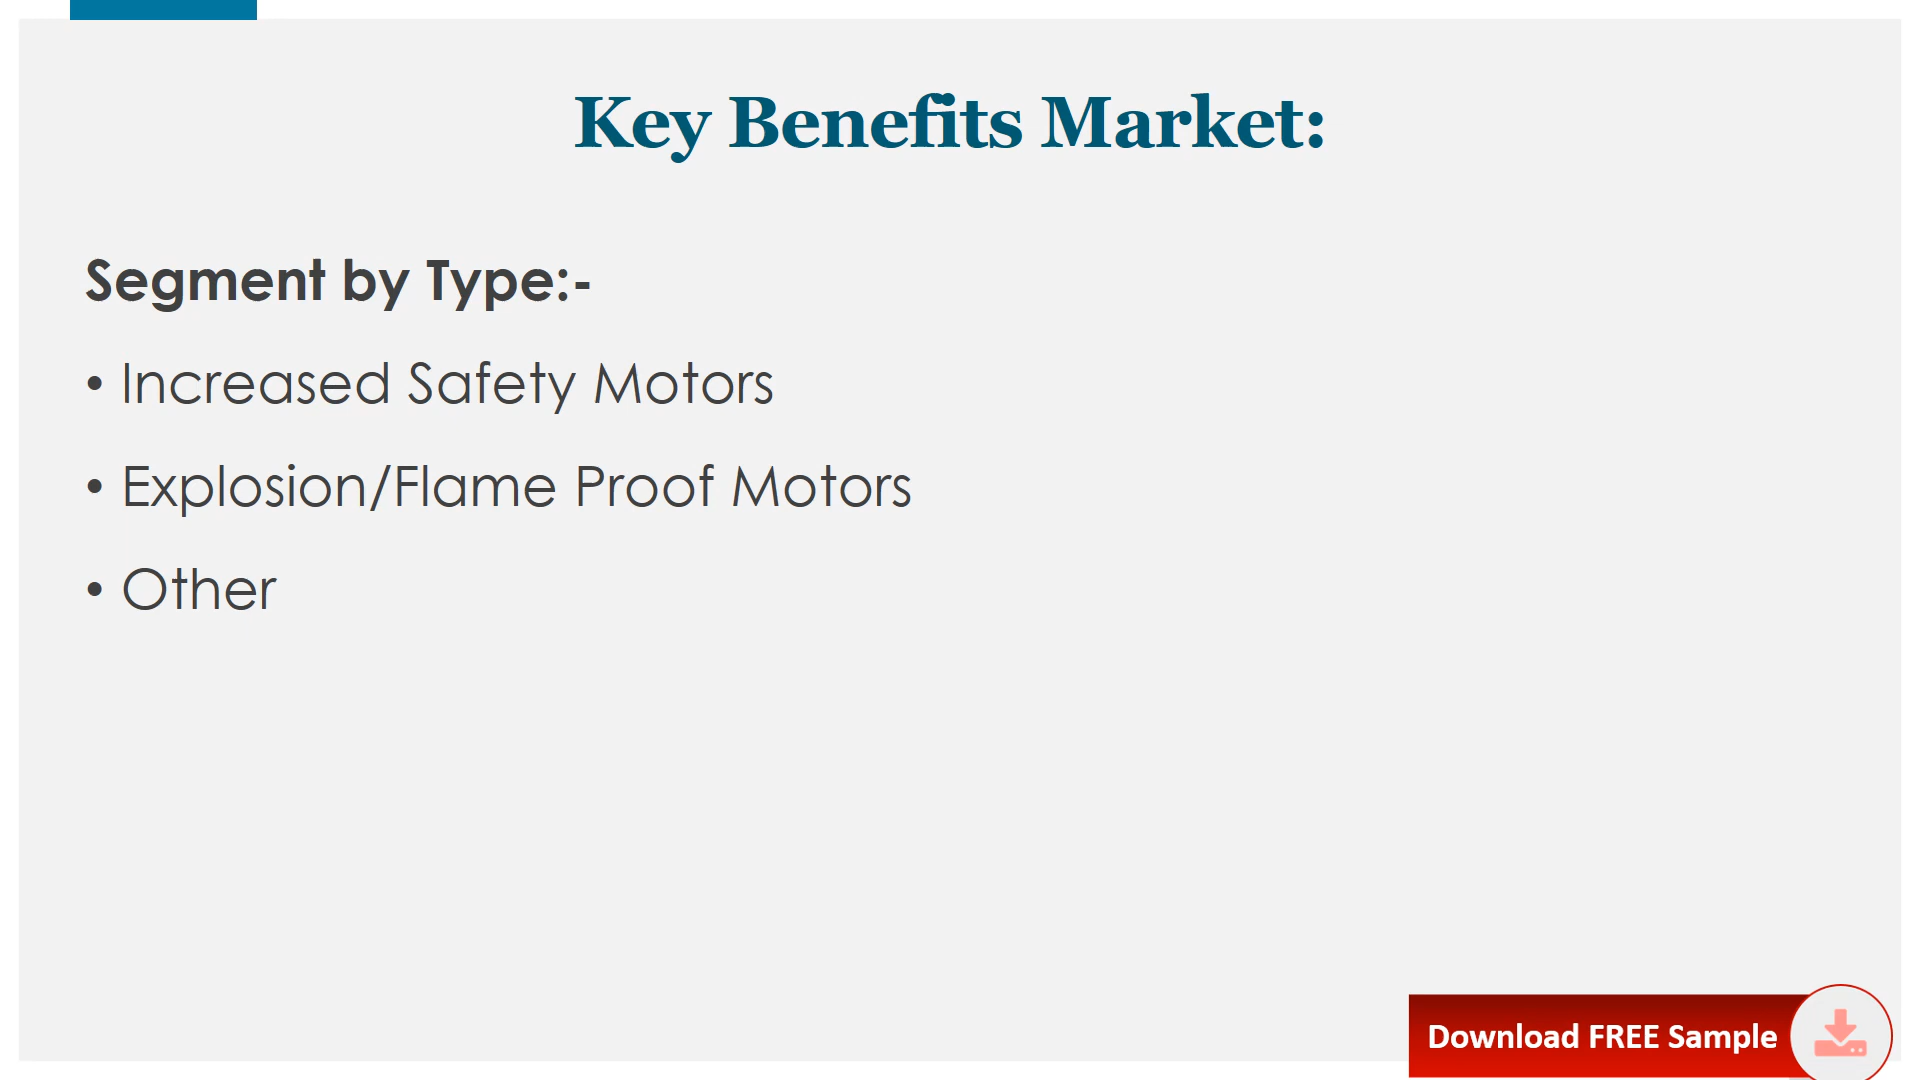 Key Benefits Market:
Segment by Type:-
• Increased Safety Motors
• Explosion/Flame Proof Motors
• Other
Download FREE Sample